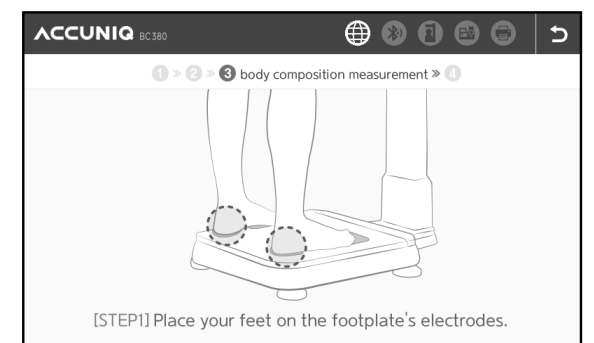 ACCUNIQ BC380
1 » 2 » 3 body composition measurement » 4
[STEP1] Place your feet on the footplate's electrodes.